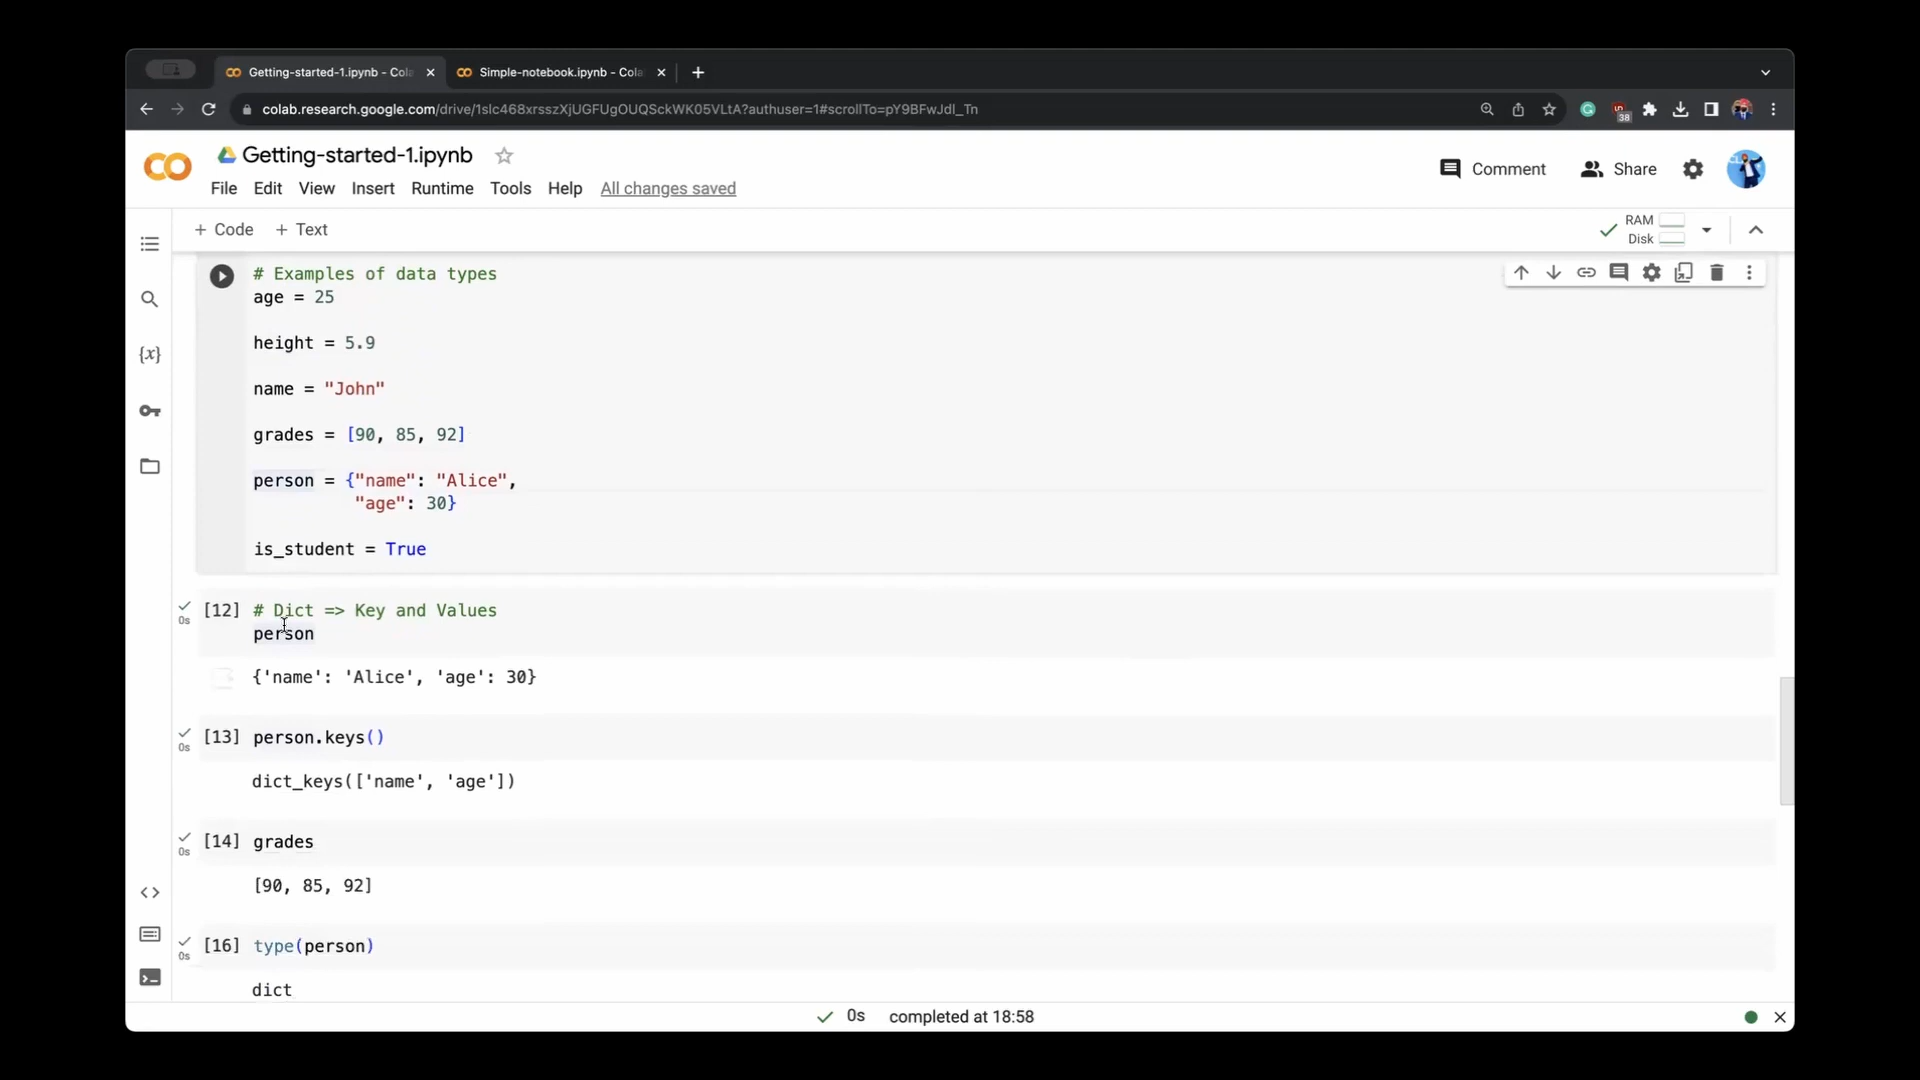 Getting-started-1.ipynb - Cola
Simple-notebook.ipynb - Cola
colab.research.google.com/drive/1slc468xrsszXjUGFUgOUQSckWK05VLtA?authuser=1#scrollTo=pY9BFwJdl_Tn
38
Getting-started-1.ipynb
Comment
Share
File Edit View Insert Runtime Tools Help All changes saved
+ Code + Text
RAM
Disk
# Examples of data types
age = 25
height = 5.9
name = "John"
grades = [90, 85, 92]
person = {"name": "Alice",
"age": 30}
is_student = True
0s [12] # Dict => Key and Values
person
{'name': 'Alice', 'age': 30}
0s [13] person.keys()
dict_keys(['name', 'age'])
0s [14] grades
[90, 85, 92]
0s [16] type(person)
dict
0s completed at 18:58